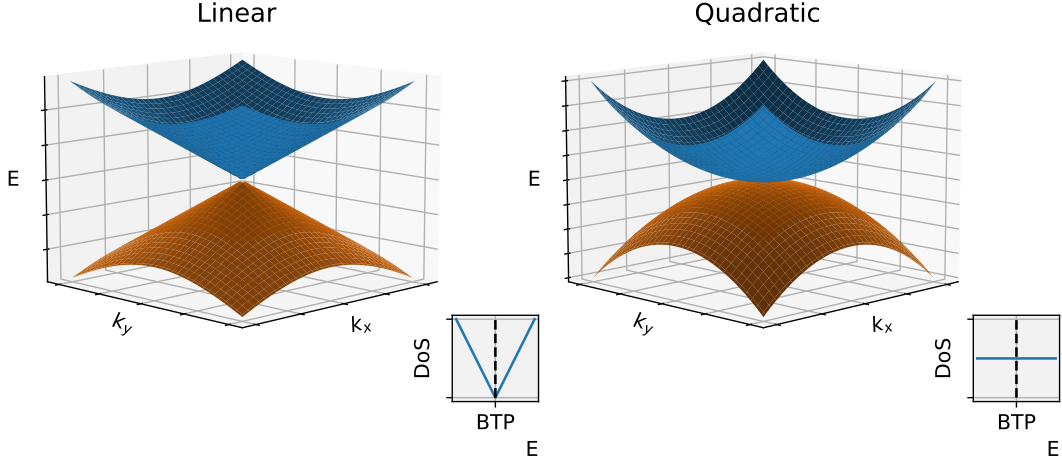 Linear
E
k_y
k_x
DoS
BTP
E
Quadratic
E
k_y
k_x
DoS
BTP
E